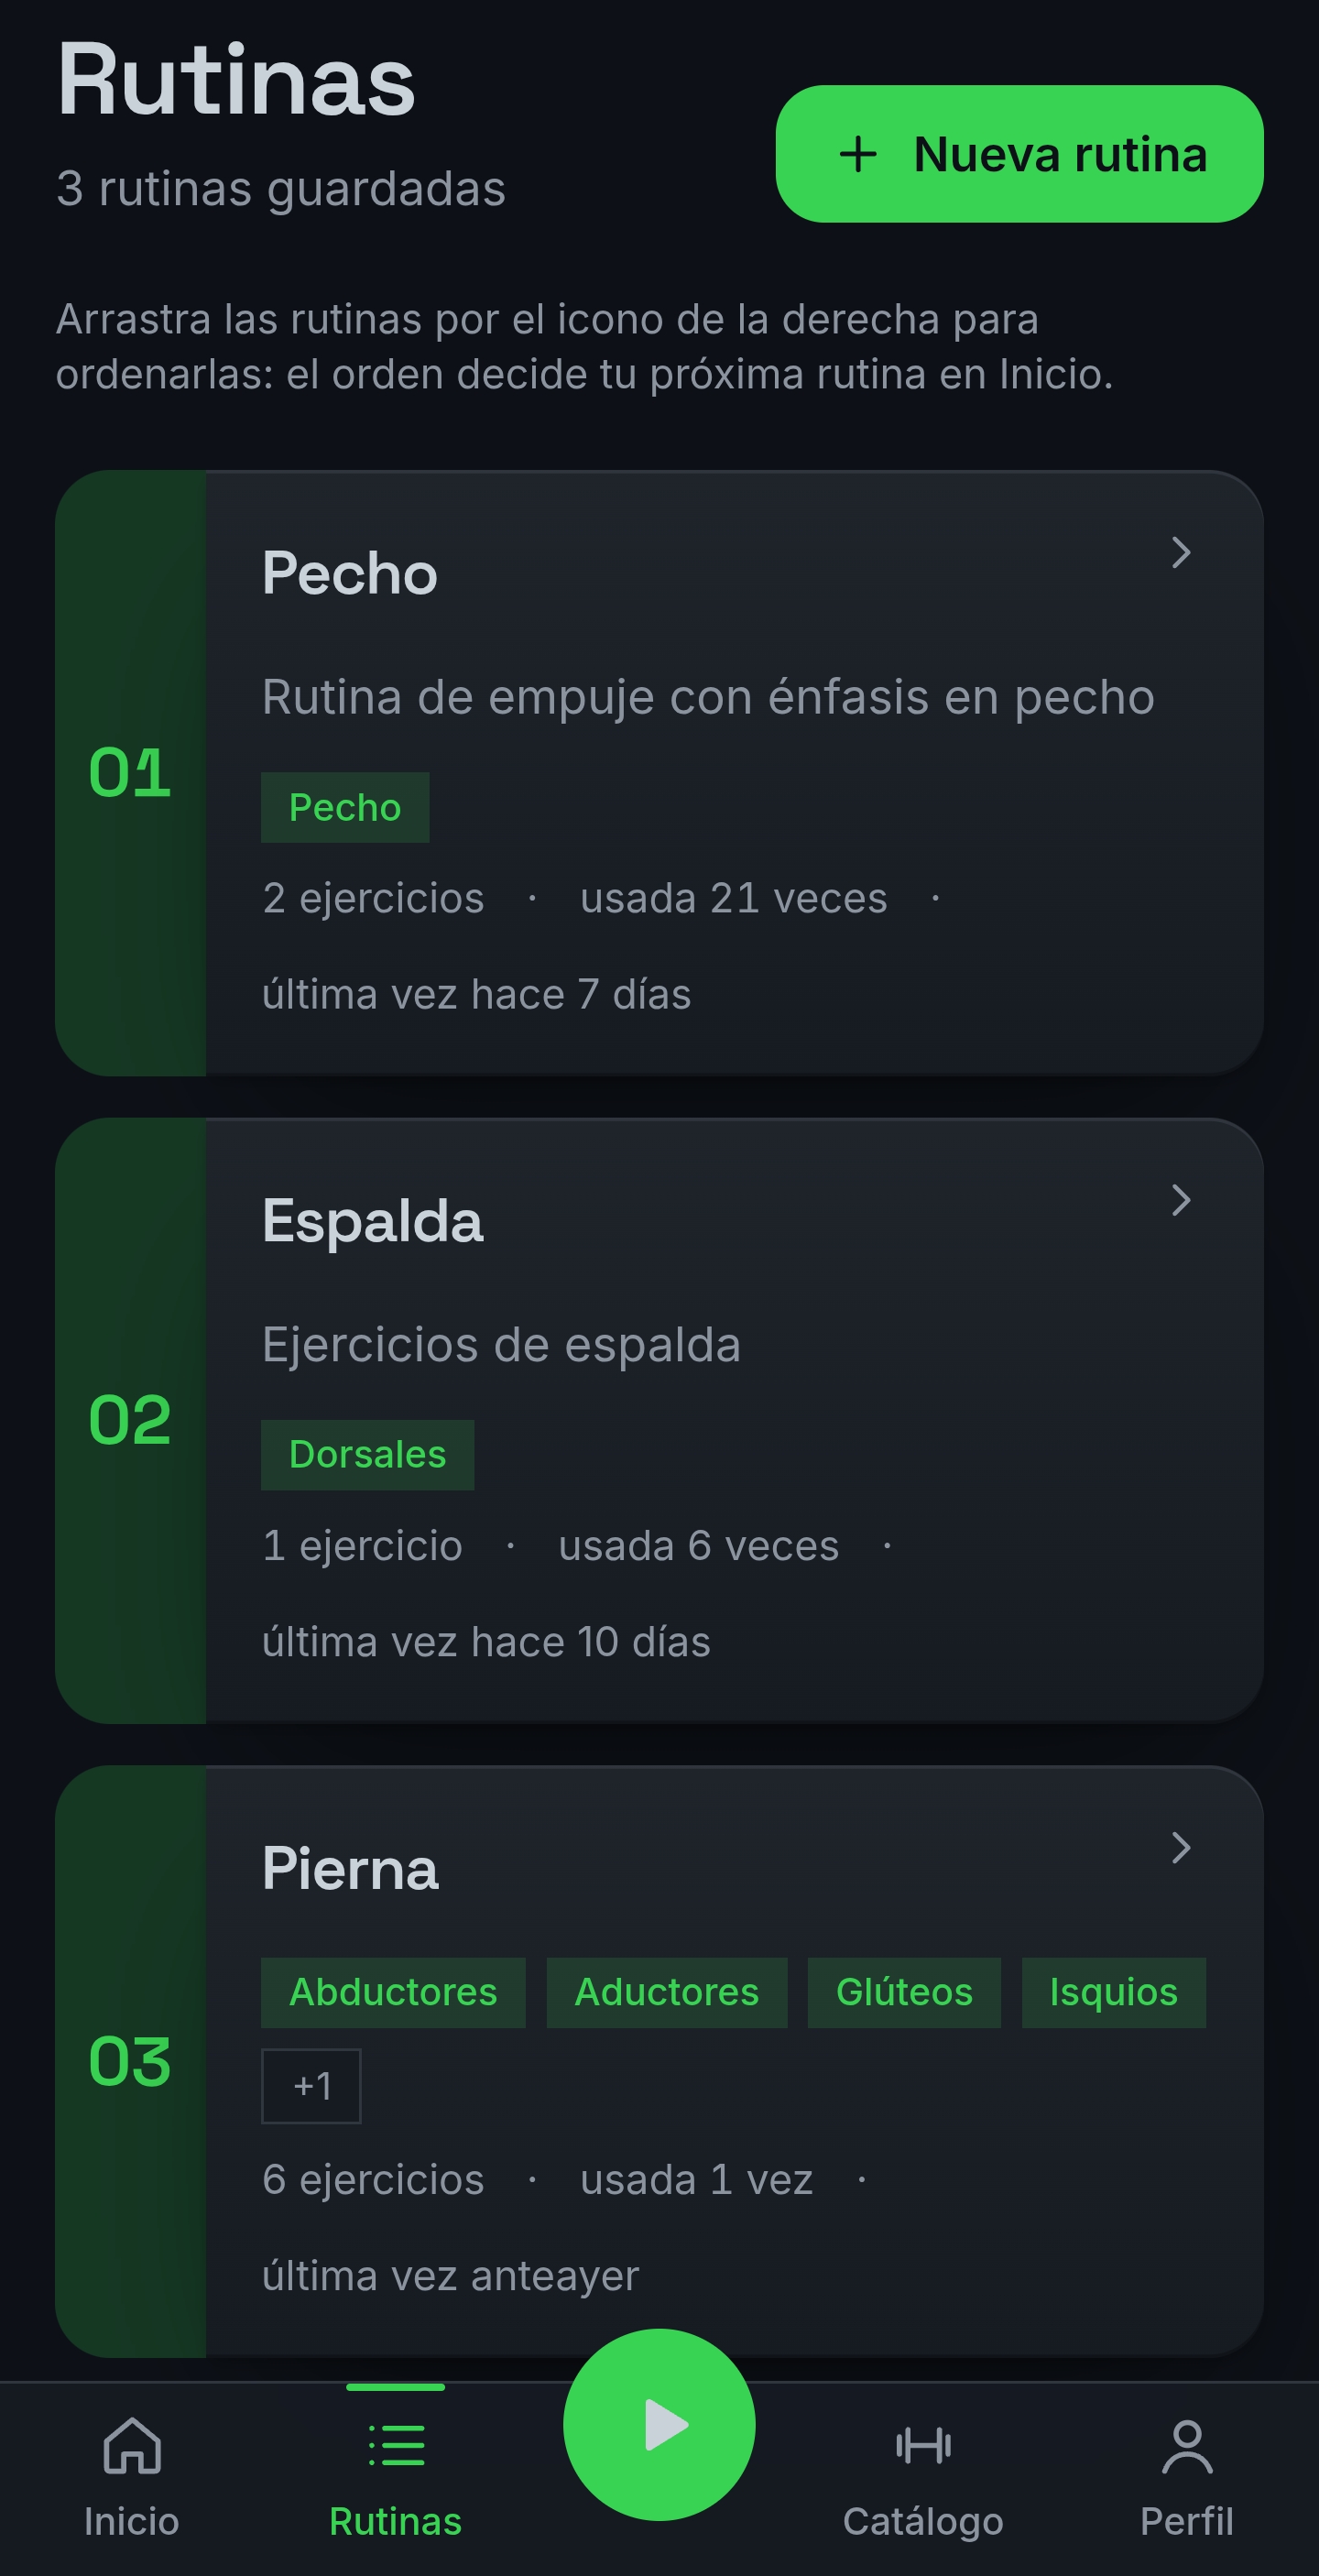 Rutinas
3 rutinas guardadas
+ Nueva rutina
Arrastra las rutinas por el icono de la derecha para
ordenarlas: el orden decide tu próxima rutina en Inicio.
01
Pecho
Rutina de empuje con énfasis en pecho
Pecho
2 ejercicios · usada 21 veces ·
última vez hace 7 días
02
Espalda
Ejercicios de espalda
Dorsales
1 ejercicio · usada 6 veces ·
última vez hace 10 días
03
Pierna
Abductores Aductores Glúteos Isquios
+1
6 ejercicios · usada 1 vez ·
última vez anteayer
Inicio Rutinas Catálogo Perfil